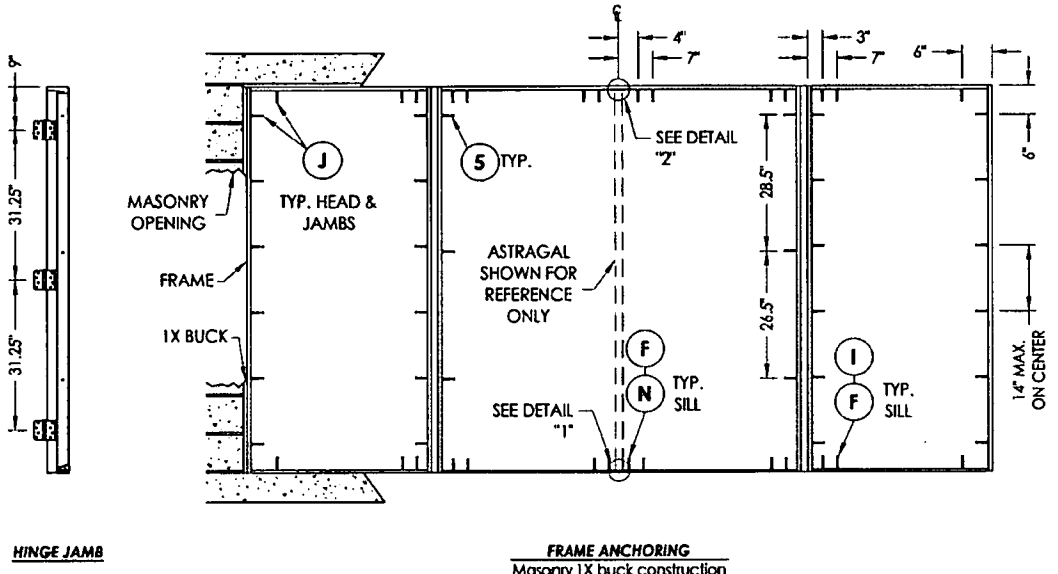 9"
31.25"
31.25"
HINGE JAMB
MASONRY
OPENING
FRAME
1X BUCK
J
TYP. HEAD &
JAMBS
5 TYP.
℄
4"
7"
SEE DETAIL
"2"
ASTRAGAL
SHOWN FOR
REFERENCE
ONLY
28.5"
26.5"
F
N
TYP.
SILL
SEE DETAIL
"1"
3"
7"
6"
6"
14" MAX.
ON CENTER
I
F
TYP.
SILL
FRAME ANCHORING
Masonry 1X buck construction